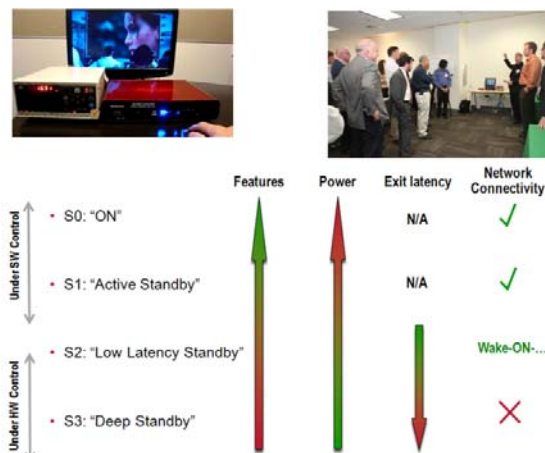 Features Power Exit latency Network Connectivity
Under SW Control
• S0: "ON" N/A
• S1: "Active Standby" N/A
• S2: "Low Latency Standby" Wake-ON-...
Under HW Control
• S3: "Deep Standby"